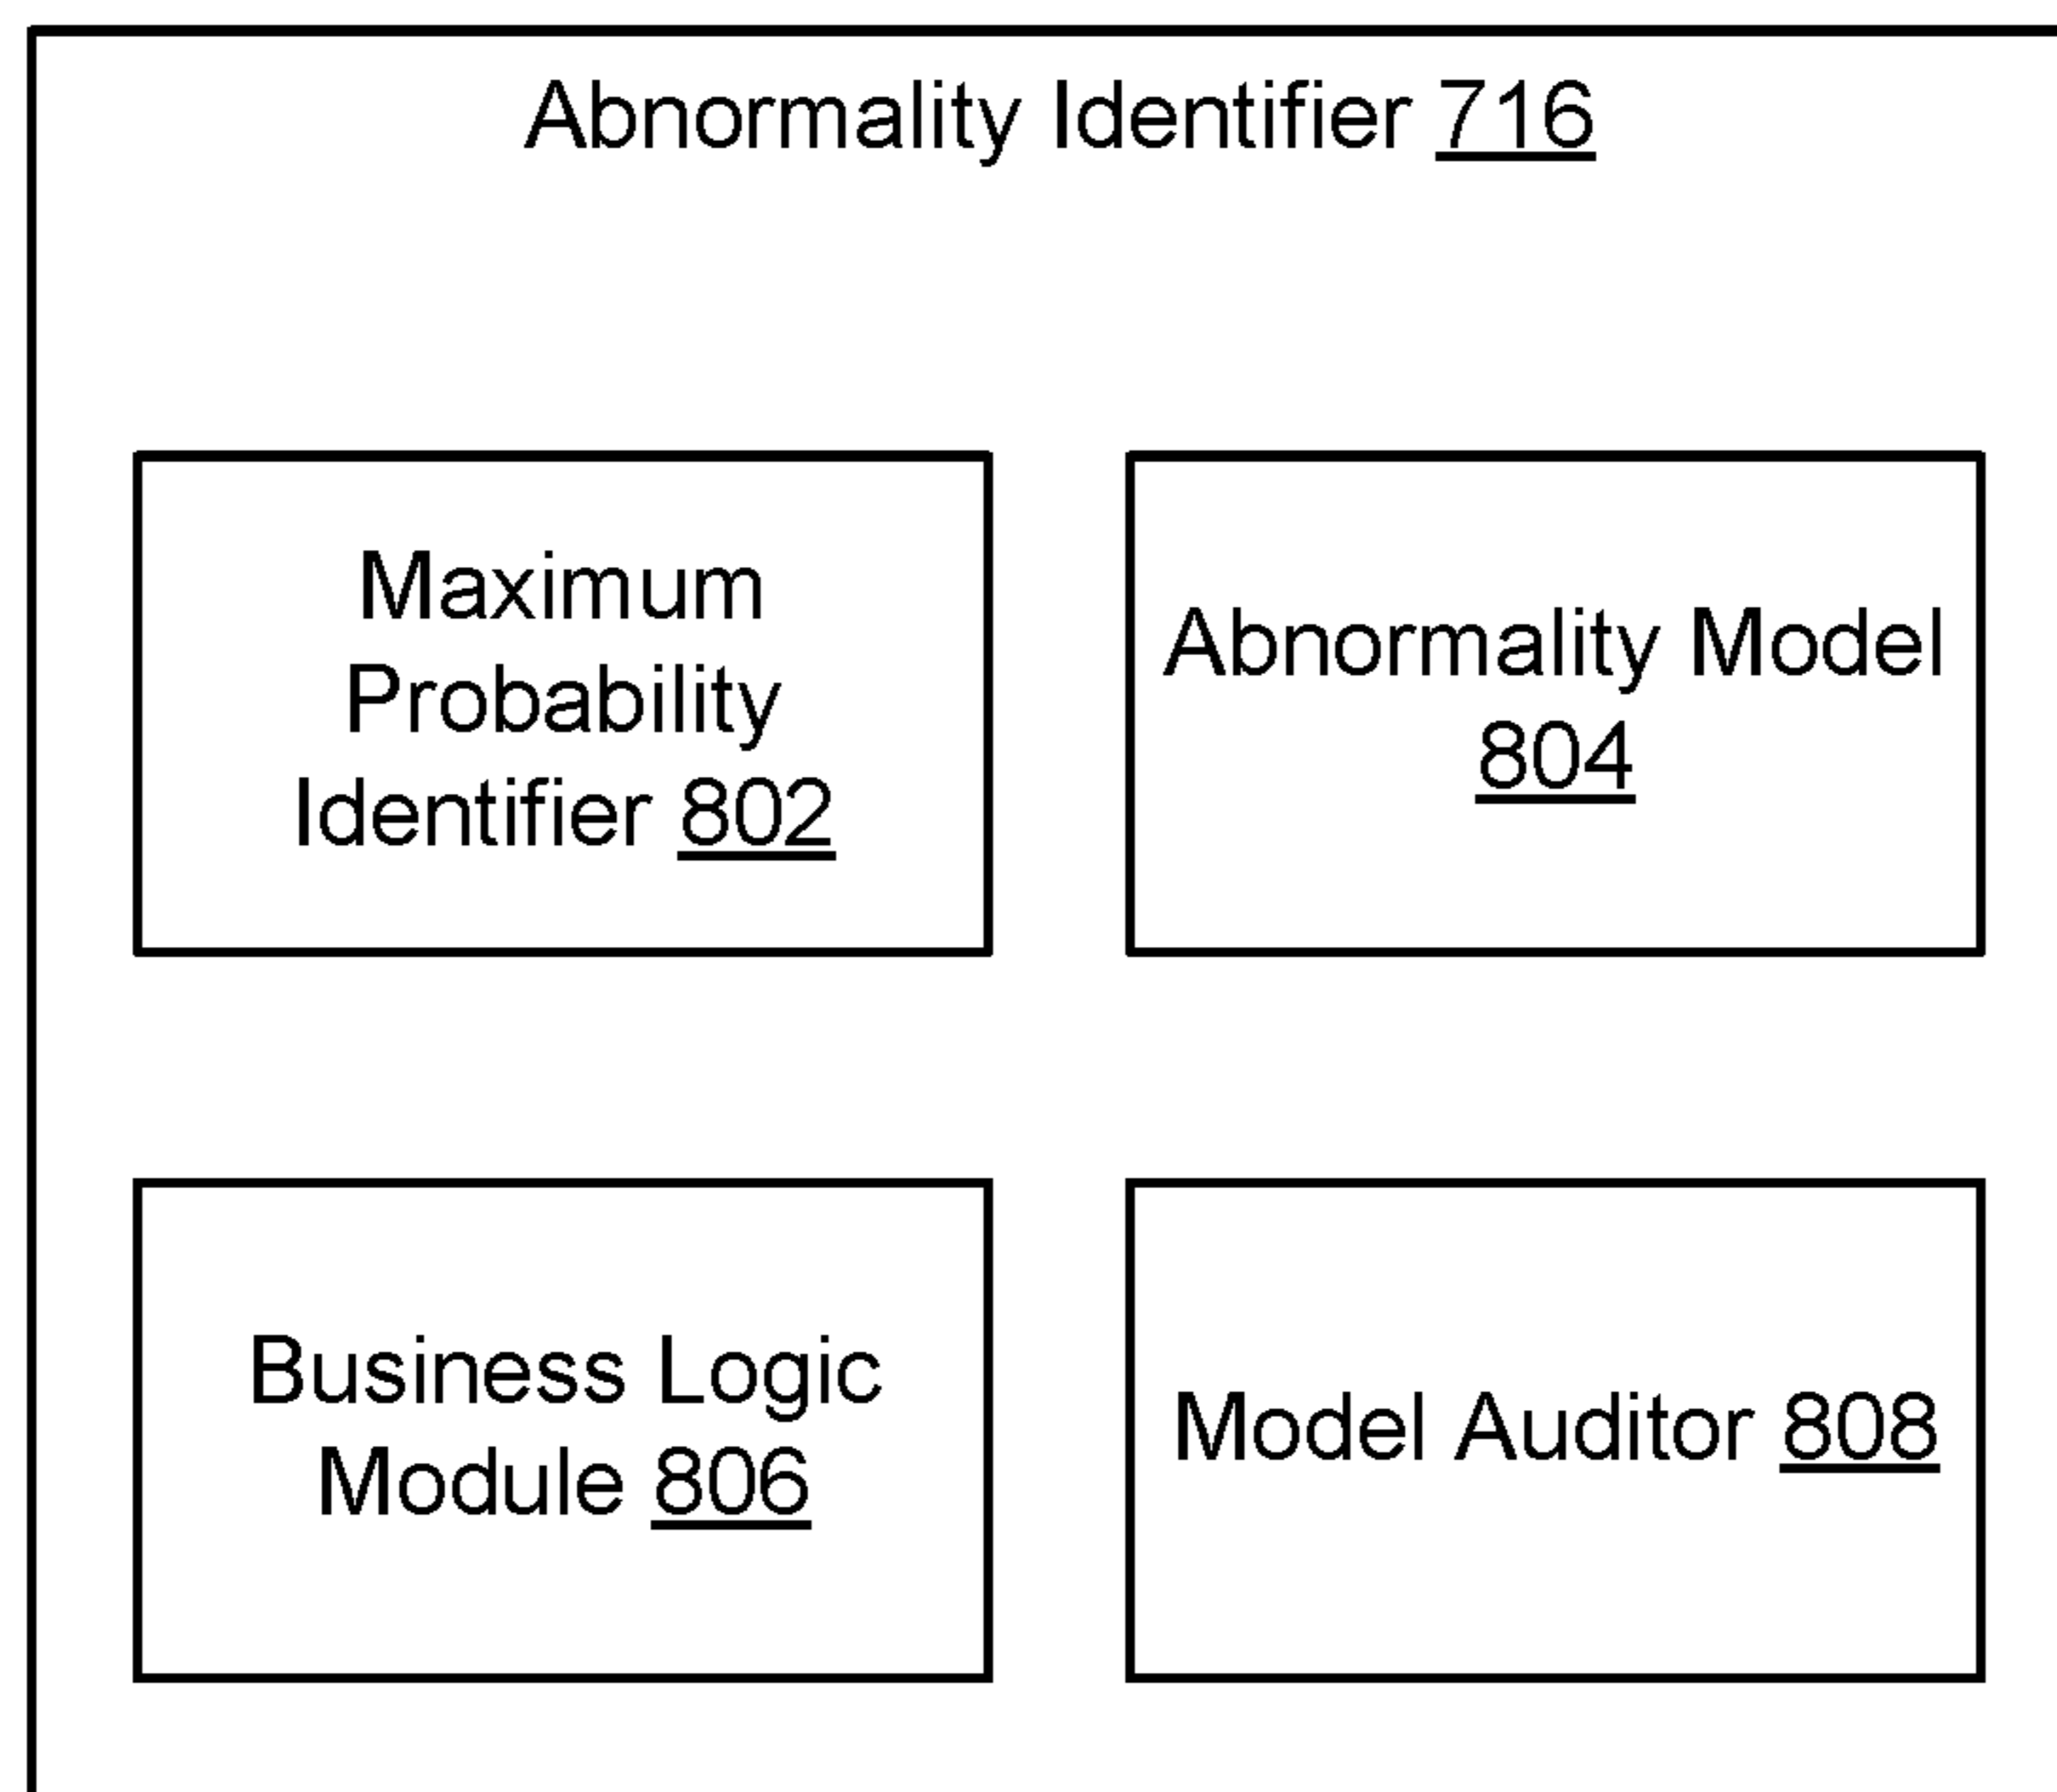 Abnormality Identifier 716
Maximum
Probability
Identifier 802
Abnormality Model
804
Business Logic
Module 806
Model Auditor 808